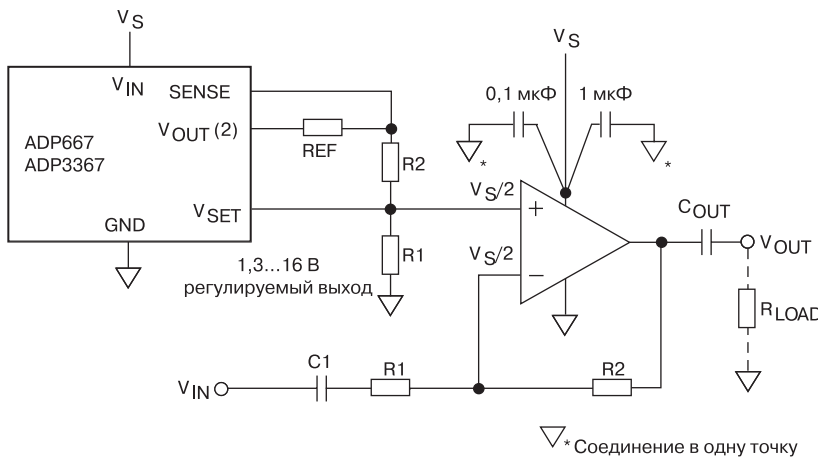 VS
VIN
SENSE
VOUT (2)
ADP667
ADP3367
REF
R2
VSET
GND
R1
1,3...16 В
регулируемый выход
VS
0,1 мкФ
1 мкФ
*
*
VS/2
+
VS/2
−
COUT
VOUT
RLOAD
VIN
C1
R1
R2
* Соединение в одну точку